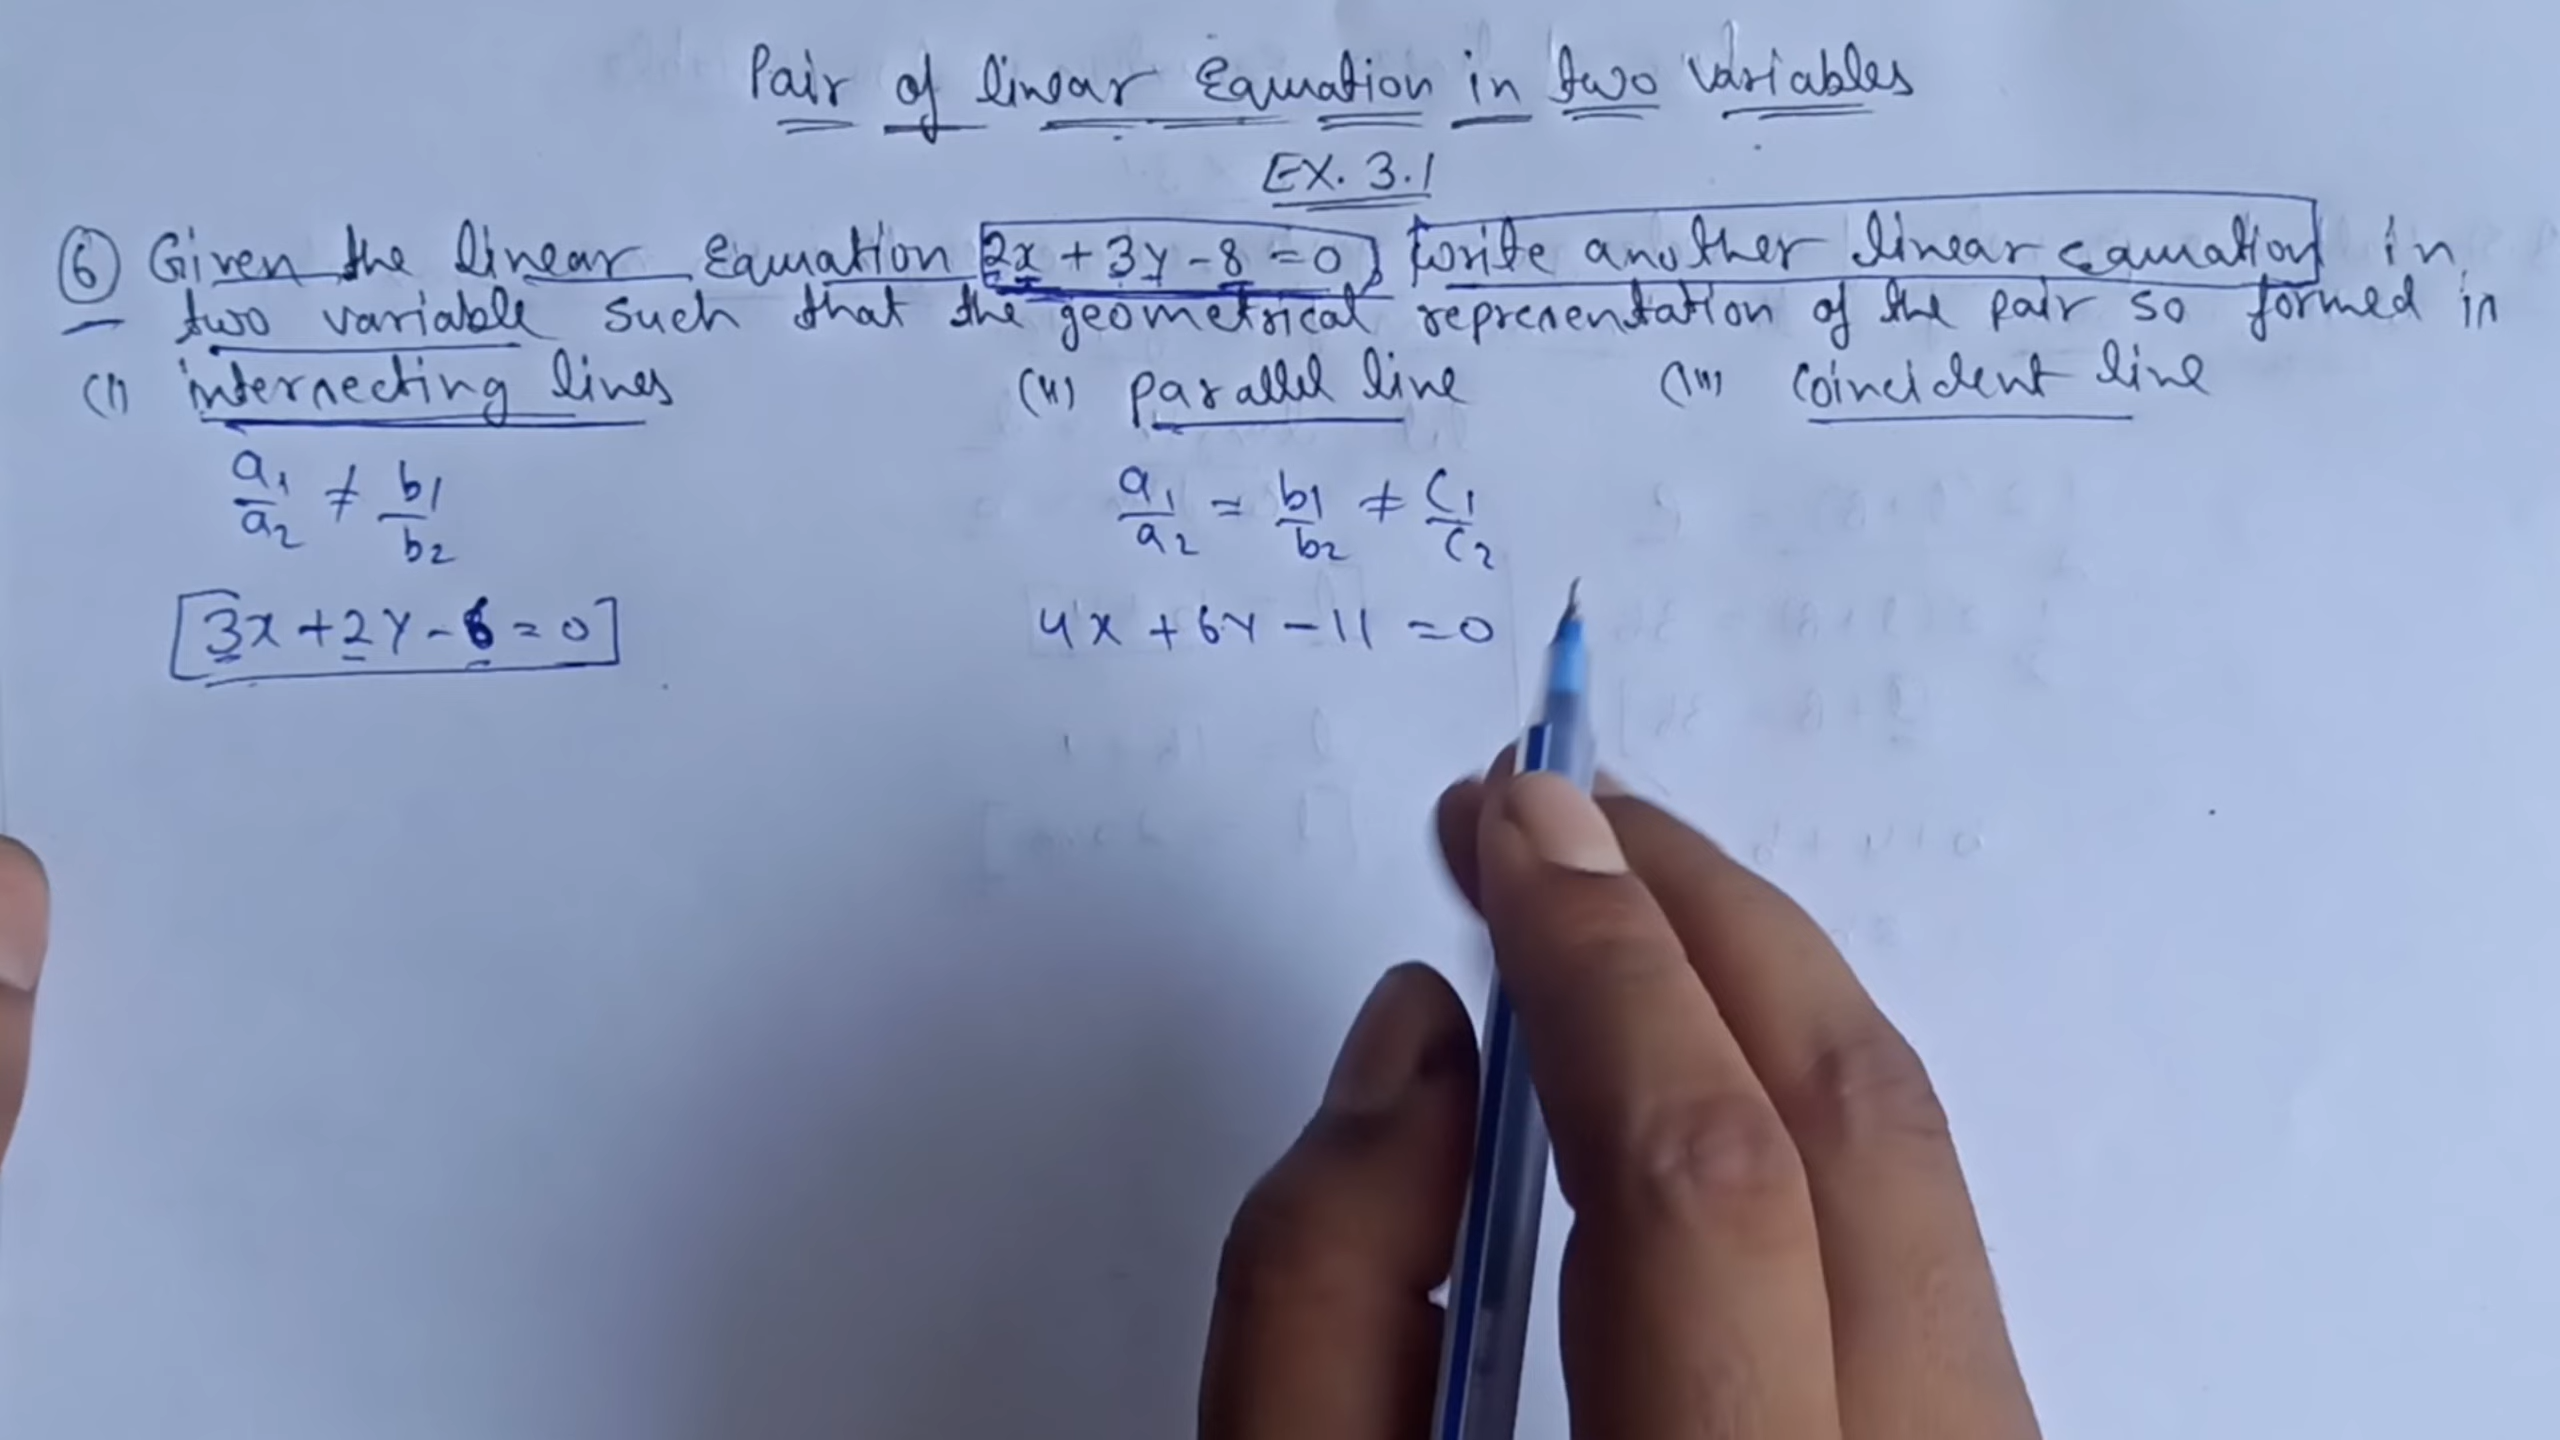 Pair of linear Equation in two variables
EX. 3.1
(6) Given the linear Equation 2x + 3y - 8 = 0, write another linear equation in
two variable such that the geometrical representation of the pair so formed in
(i) intersecting lines (ii) parallel line (iii) coincident line
a1/a2 ≠ b1/b2 a1/a2 = b1/b2 ≠ c1/c2
[3x + 2y - 6 = 0] 4x + 6y - 11 = 0